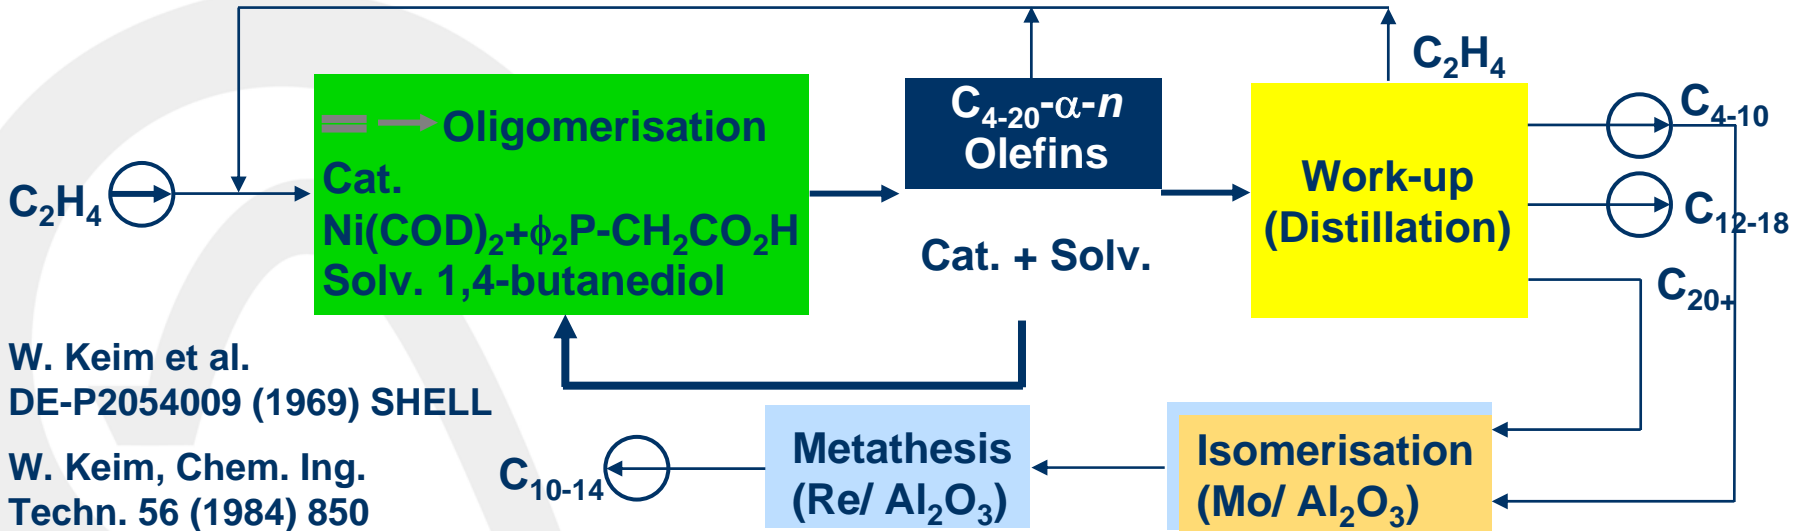 C₂H₄
C₂H₄
Oligomerisation
Cat.
Ni(COD)₂+ϕ₂P-CH₂CO₂H
Solv. 1,4-butanediol
C₄₋₂₀-α-n
Olefins
Cat. + Solv.
Work-up
(Distillation)
C₄₋₁₀
C₁₂₋₁₈
C₂₀₊
W. Keim et al.
DE-P2054009 (1969) SHELL
W. Keim, Chem. Ing.
Techn. 56 (1984) 850
C₁₀₋₁₄
Metathesis
(Re/ Al₂O₃)
Isomerisation
(Mo/ Al₂O₃)